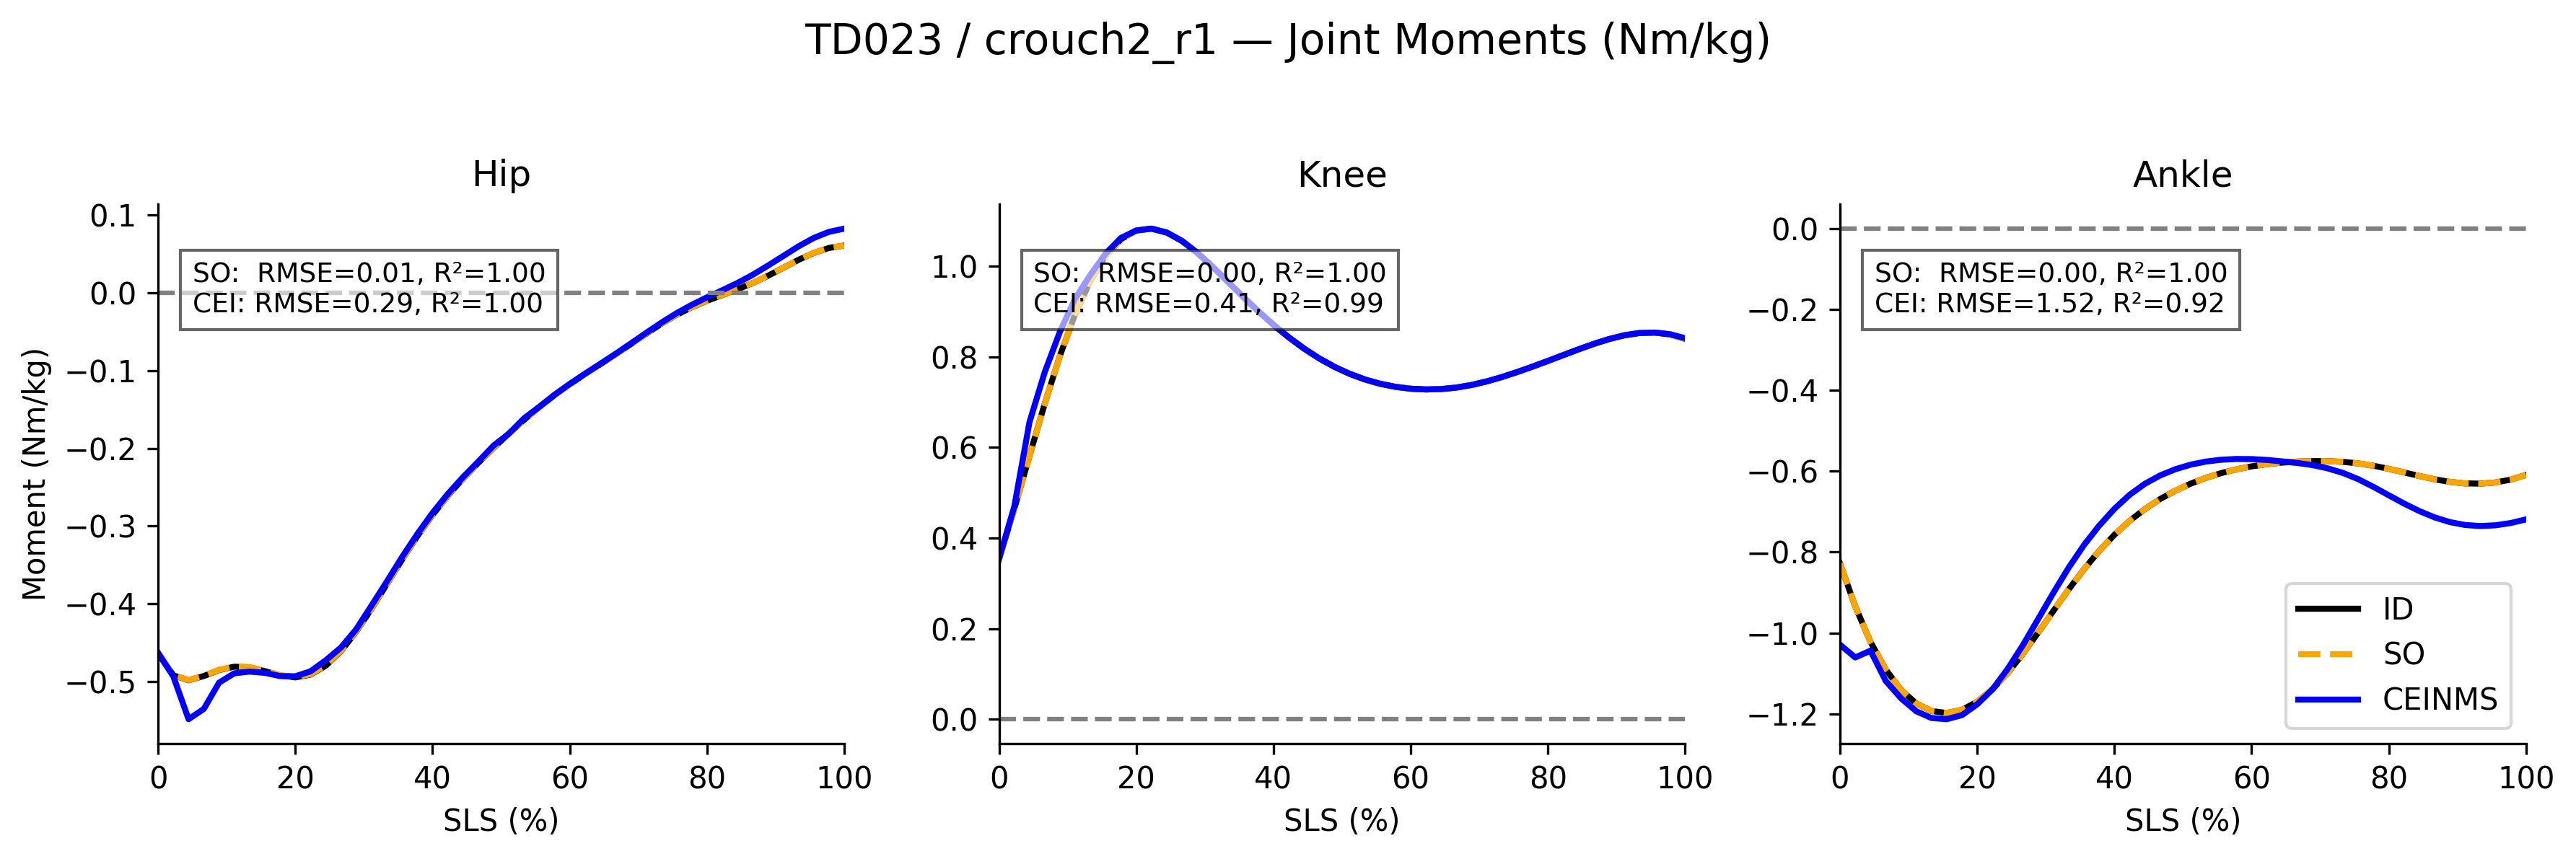 TD023 / crouch2_r1 — Joint Moments (Nm/kg)
Hip
Moment (Nm/kg)
0.1
0.0
−0.1
−0.2
−0.3
−0.4
−0.5
SO:  RMSE=0.01, R²=1.00
CEI: RMSE=0.29, R²=1.00
0 20 40 60 80 100
SLS (%)
Knee
1.0
0.8
0.6
0.4
0.2
0.0
SO:  RMSE=0.00, R²=1.00
CEI: RMSE=0.41, R²=0.99
0 20 40 60 80 100
SLS (%)
Ankle
0.0
−0.2
−0.4
−0.6
−0.8
−1.0
−1.2
SO:  RMSE=0.00, R²=1.00
CEI: RMSE=1.52, R²=0.92
ID
SO
CEINMS
0 20 40 60 80 100
SLS (%)